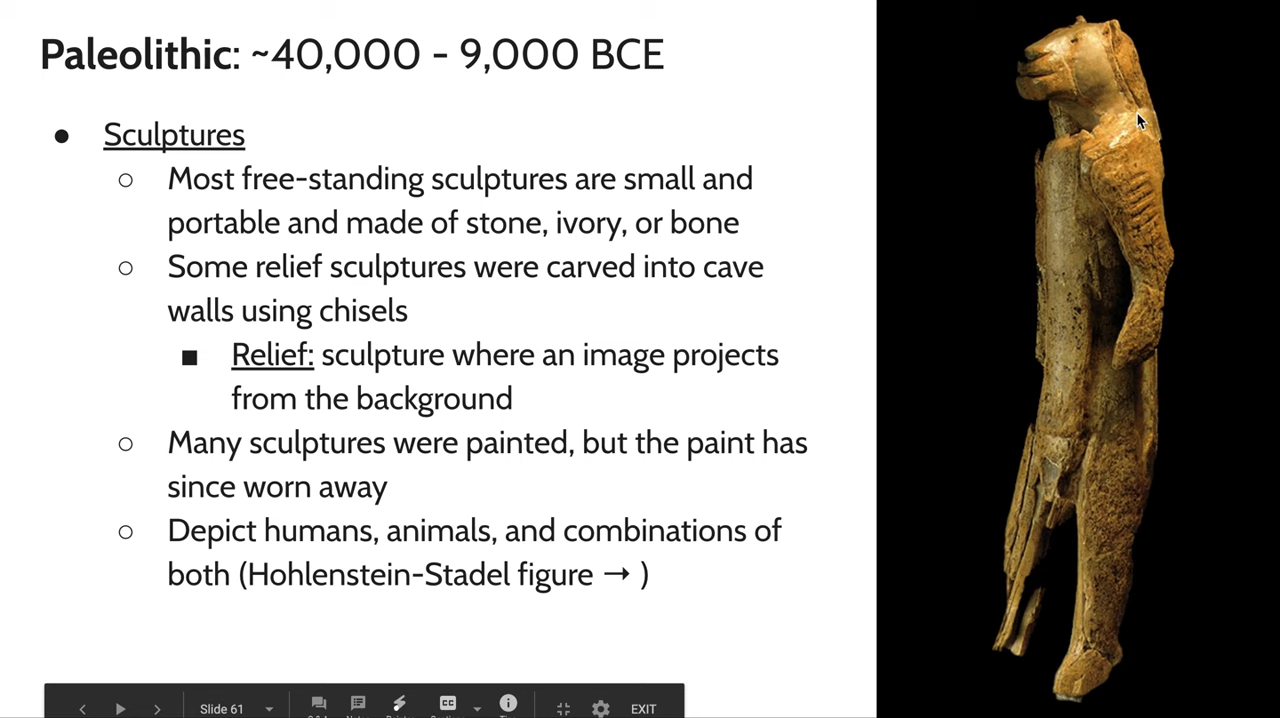 Paleolithic: ~40,000 - 9,000 BCE
● Sculptures
○ Most free-standing sculptures are small and
portable and made of stone, ivory, or bone
○ Some relief sculptures were carved into cave
walls using chisels
■ Relief: sculpture where an image projects
from the background
○ Many sculptures were painted, but the paint has
since worn away
○ Depict humans, animals, and combinations of
both (Hohlenstein-Stadel figure → )
Slide 61 CC EXIT